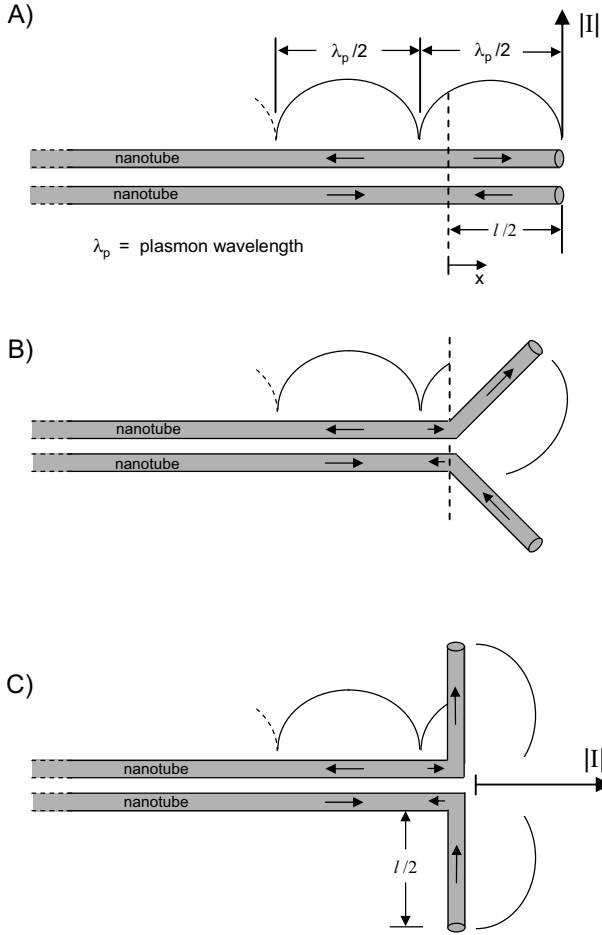 A)
|I|
λp/2 λp/2
nanotube
nanotube
l/2
λp = plasmon wavelength
x
B)
nanotube
nanotube
C)
nanotube
|I|
nanotube
l/2